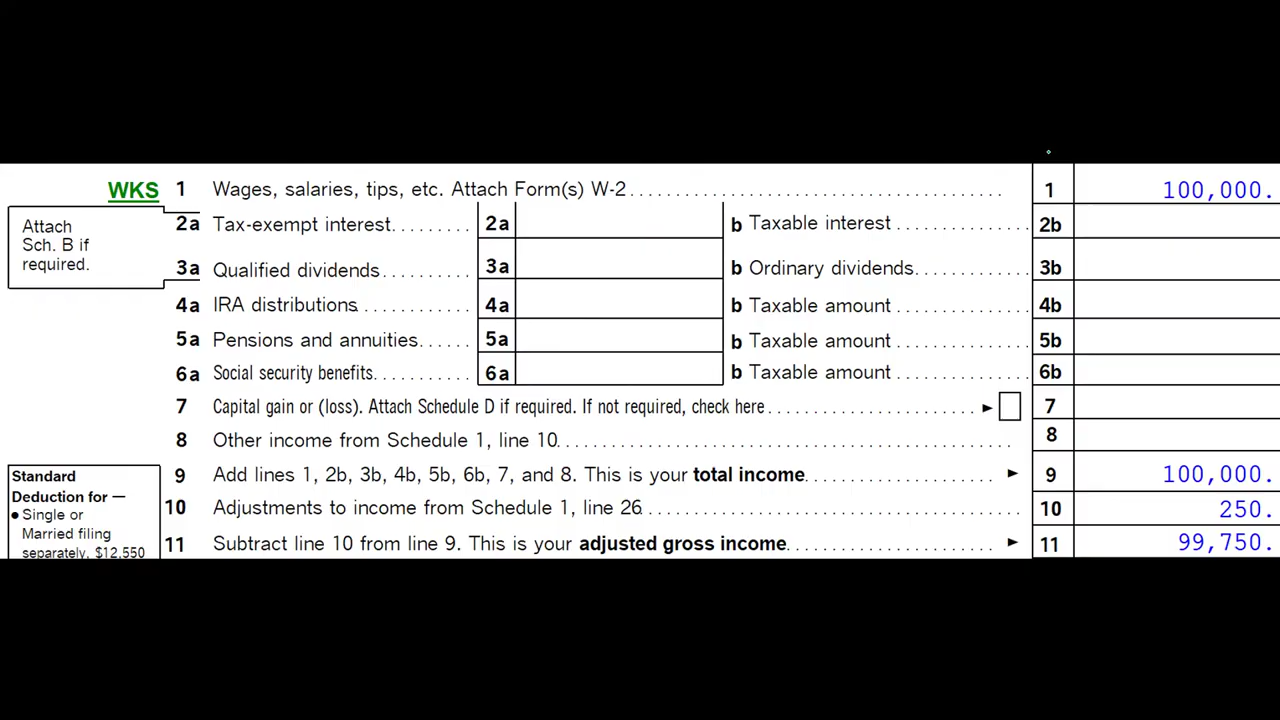 WKS 1 Wages, salaries, tips, etc. Attach Form(s) W-2 1 100,000.
Attach
Sch. B if
required.
2a Tax-exempt interest 2a b Taxable interest 2b
3a Qualified dividends 3a b Ordinary dividends 3b
4a IRA distributions 4a b Taxable amount 4b
5a Pensions and annuities 5a b Taxable amount 5b
6a Social security benefits 6a b Taxable amount 6b
7 Capital gain or (loss). Attach Schedule D if required. If not required, check here ► 7
8 Other income from Schedule 1, line 10 8
9 Add lines 1, 2b, 3b, 4b, 5b, 6b, 7, and 8. This is your total income ► 9 100,000.
10 Adjustments to income from Schedule 1, line 26 10 250.
11 Subtract line 10 from line 9. This is your adjusted gross income ► 11 99,750.
Standard
Deduction for —
● Single or
Married filing
separately, $12,550